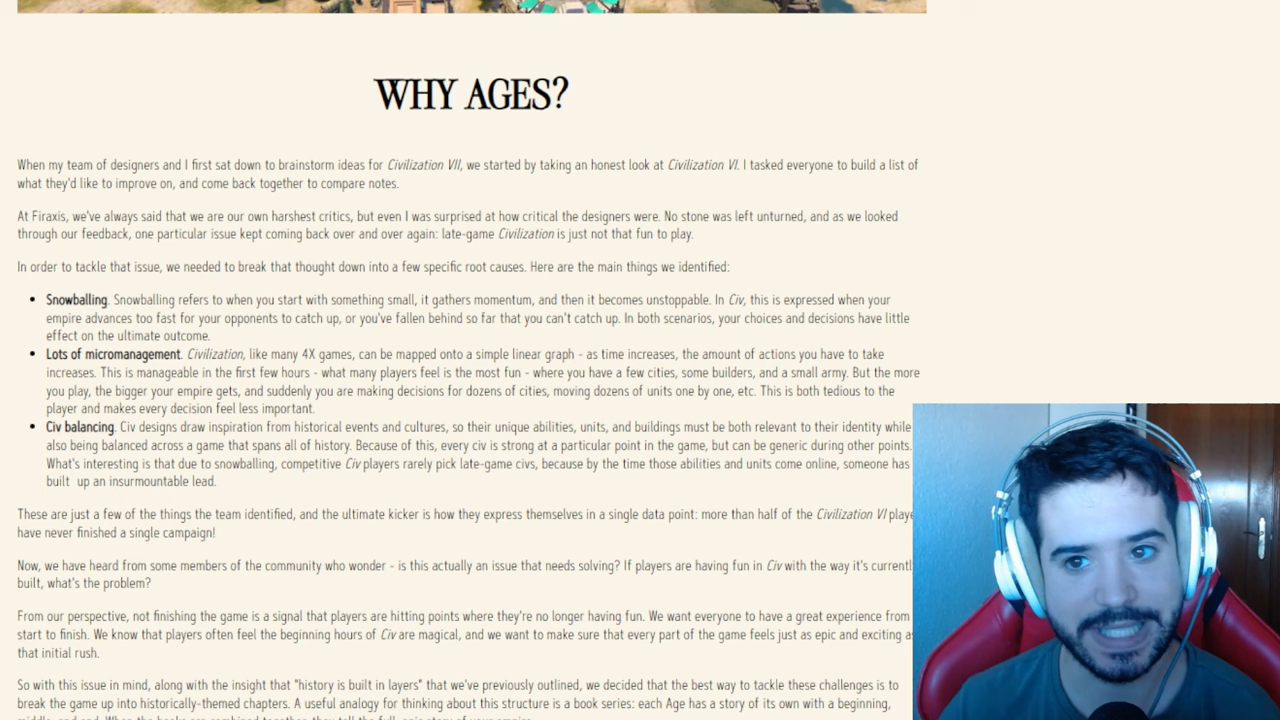 WHY AGES?
When my team of designers and I first sat down to brainstorm ideas for Civilization VII, we started by taking an honest look at Civilization VI. I tasked everyone to build a list of
what they'd like to improve on, and come back together to compare notes.
At Firaxis, we've always said that we are our own harshest critics, but even I was surprised at how critical the designers were. No stone was left unturned, and as we looked
through our feedback, one particular issue kept coming back over and over again: late-game Civilization is just not that fun to play.
In order to tackle that issue, we needed to break that thought down into a few specific root causes. Here are the main things we identified:
• Snowballing. Snowballing refers to when you start with something small, it gathers momentum, and then it becomes unstoppable. In Civ, this is expressed when your
empire advances too fast for your opponents to catch up, or you've fallen behind so far that you can't catch up. In both scenarios, your choices and decisions have little
effect on the ultimate outcome.
• Lots of micromanagement. Civilization, like many 4X games, can be mapped onto a simple linear graph - as time increases, the amount of actions you have to take
increases. This is manageable in the first few hours - what many players feel is the most fun - where you have a few cities, some builders, and a small army. But the more
you play, the bigger your empire gets, and suddenly you are making decisions for dozens of cities, moving dozens of units one by one, etc. This is both tedious to the
player and makes every decision feel less important.
• Civ balancing. Civ designs draw inspiration from historical events and cultures, so their unique abilities, units, and buildings must be both relevant to their identity while
also being balanced across a game that spans all of history. Because of this, every civ is strong at a particular point in the game, but can be generic during other points.
What's interesting is that due to snowballing, competitive Civ players rarely pick late-game civs, because by the time those abilities and units come online, someone has
built up an insurmountable lead.
These are just a few of the things the team identified, and the ultimate kicker is how they express themselves in a single data point: more than half of the Civilization VI playe
have never finished a single campaign!
Now, we have heard from some members of the community who wonder - is this actually an issue that needs solving? If players are having fun in Civ with the way it's currentl
built, what's the problem?
From our perspective, not finishing the game is a signal that players are hitting points where they're no longer having fun. We want everyone to have a great experience from
start to finish. We know that players often feel the beginning hours of Civ are magical, and we want to make sure that every part of the game feels just as epic and exciting as
that initial rush.
So with this issue in mind, along with the insight that "history is built in layers" that we've previously outlined, we decided that the best way to tackle these challenges is to
break the game up into historically-themed chapters. A useful analogy for thinking about this structure is a book series: each Age has a story of its own with a beginning,